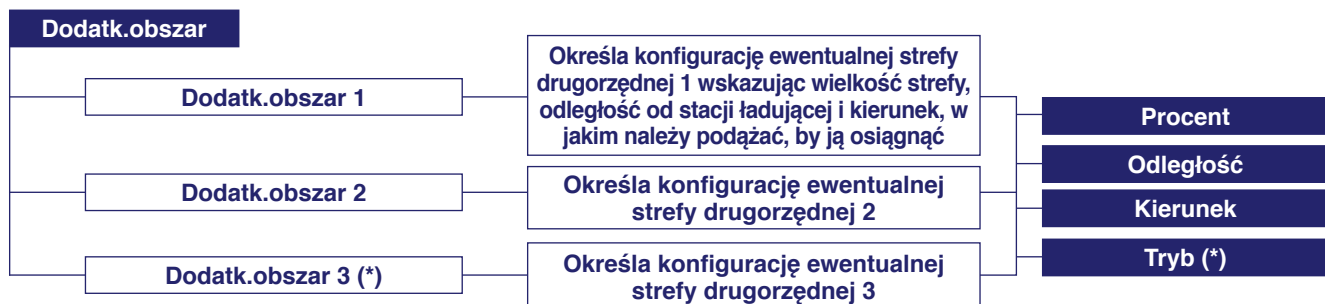 Dodatk.obszar
Dodatk.obszar 1
Określa konfigurację ewentualnej strefy
drugorzędnej 1 wskazując wielkość strefy,
odległość od stacji ładującej i kierunek, w
jakim należy podążać, by ją osiągnąć
Dodatk.obszar 2
Określa konfigurację ewentualnej
strefy drugorzędnej 2
Dodatk.obszar 3 (*)
Określa konfigurację ewentualnej
strefy drugorzędnej 3
Procent
Odległość
Kierunek
Tryb (*)